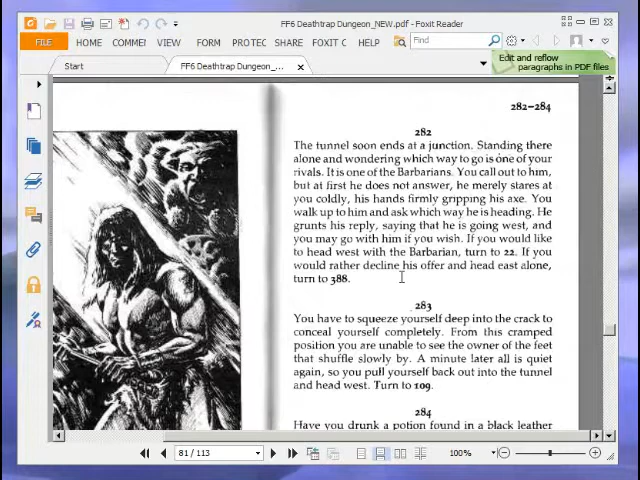 FF6 Deathtrap Dungeon_NEW.pdf - Foxit Reader
FILE HOME COMMEI VIEW FORM PROTEC SHARE FOXIT C HELP Find
Edit and reflow
paragraphs in PDF files
Start FF6 Deathtrap Dungeon_...
282–284
282
The tunnel soon ends at a junction. Standing there
alone and wondering which way to go is one of your
rivals. It is one of the Barbarians. You call out to him,
but at first he does not answer, he merely stares at
you coldly, his hands firmly gripping his axe. You
walk up to him and ask which way he is heading. He
grunts his reply, saying that he is going west, and
you may go with him if you wish. If you would like
to head west with the Barbarian, turn to 22. If you
would rather decline his offer and head east alone,
turn to 388.
283
You have to squeeze yourself deep into the crack to
conceal yourself completely. From this cramped
position you are unable to see the owner of the feet
that shuffle slowly by. A minute later all is quiet
again, so you pull yourself back out into the tunnel
and head west. Turn to 109.
284
Have you drunk a potion found in a black leather
81 / 113 100%